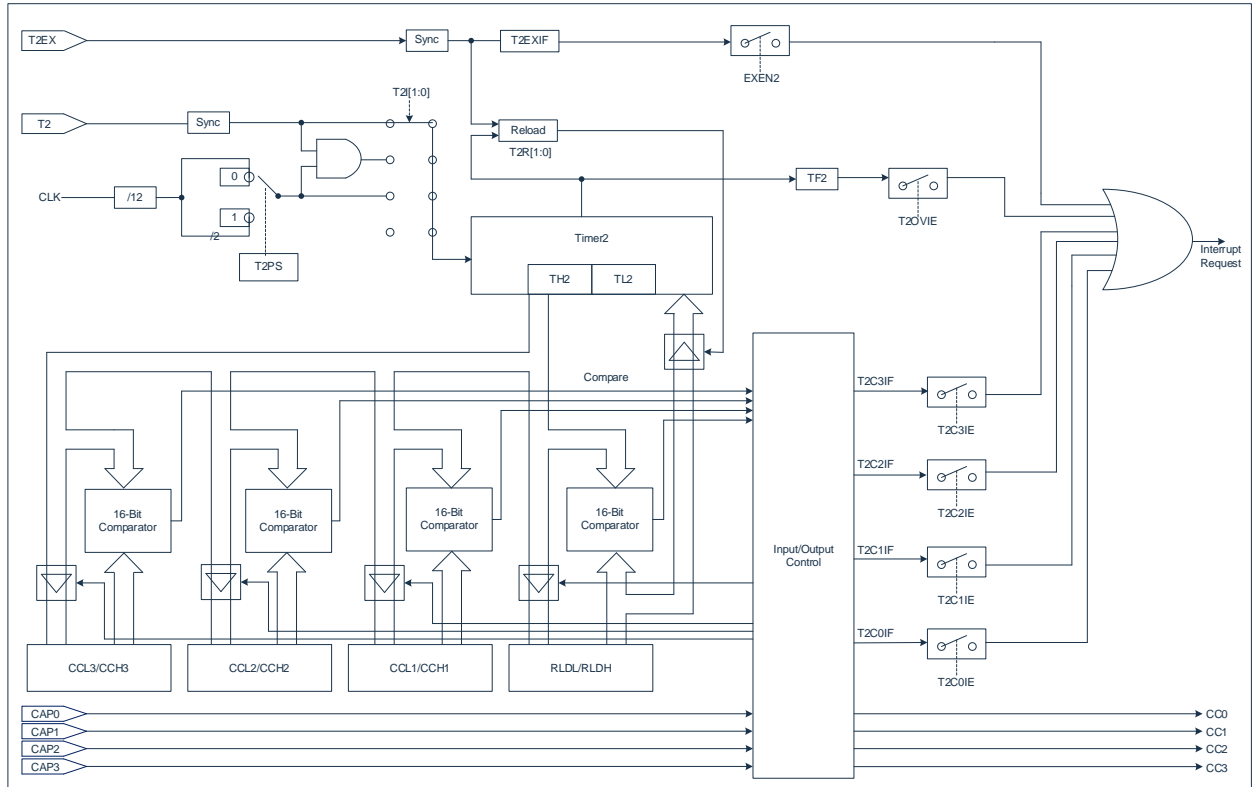 T2EX
Sync
T2EXIF
EXEN2
T2I[1:0]
T2
Sync
Reload
T2R[1:0]
0
CLK
/12
1
/2
T2PS
TF2
T2OVIE
Timer2
TH2
TL2
Interrupt
Request
Compare
T2C3IF
T2C3IE
T2C2IF
T2C2IE
16-Bit
Comparator
16-Bit
Comparator
16-Bit
Comparator
16-Bit
Comparator
Input/Output
Control
T2C1IF
T2C1IE
T2C0IF
T2C0IE
CCL3/CCH3
CCL2/CCH2
CCL1/CCH1
RLDL/RLDH
CAP0
CAP1
CAP2
CAP3
CC0
CC1
CC2
CC3